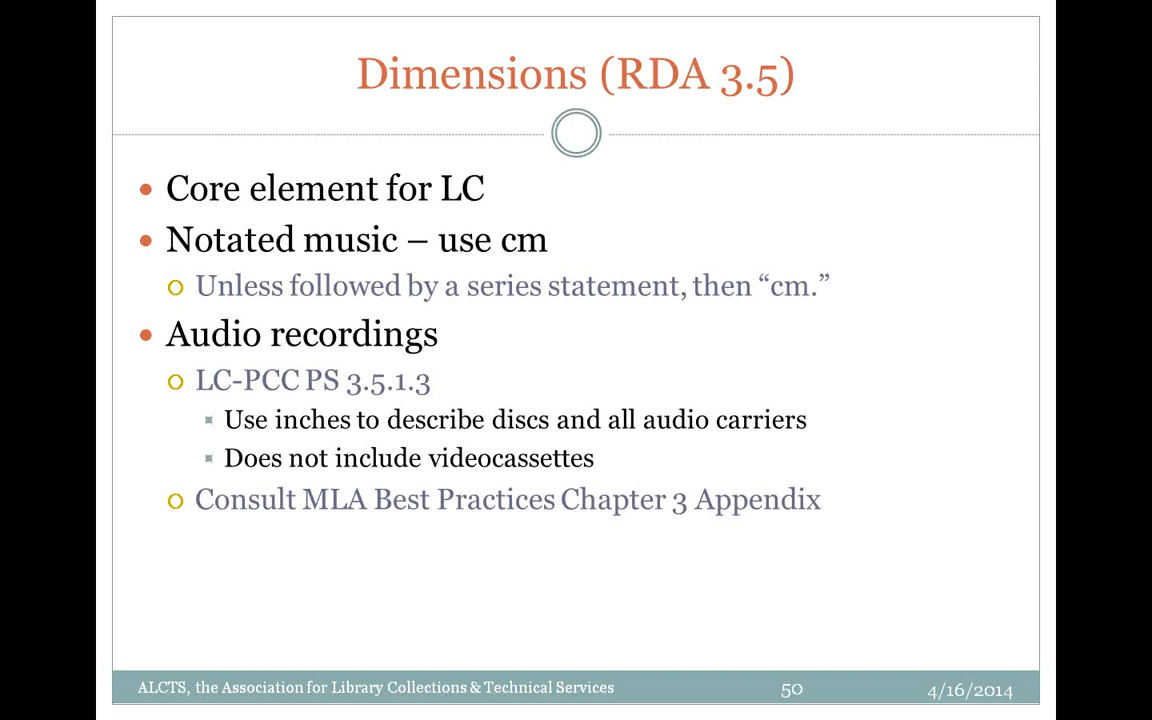 Dimensions (RDA 3.5)
Core element for LC
Notated music – use cm
Unless followed by a series statement, then “cm.”
Audio recordings
LC-PCC PS 3.5.1.3
Use inches to describe discs and all audio carriers
Does not include videocassettes
Consult MLA Best Practices Chapter 3 Appendix
ALCTS, the Association for Library Collections & Technical Services 50 4/16/2014